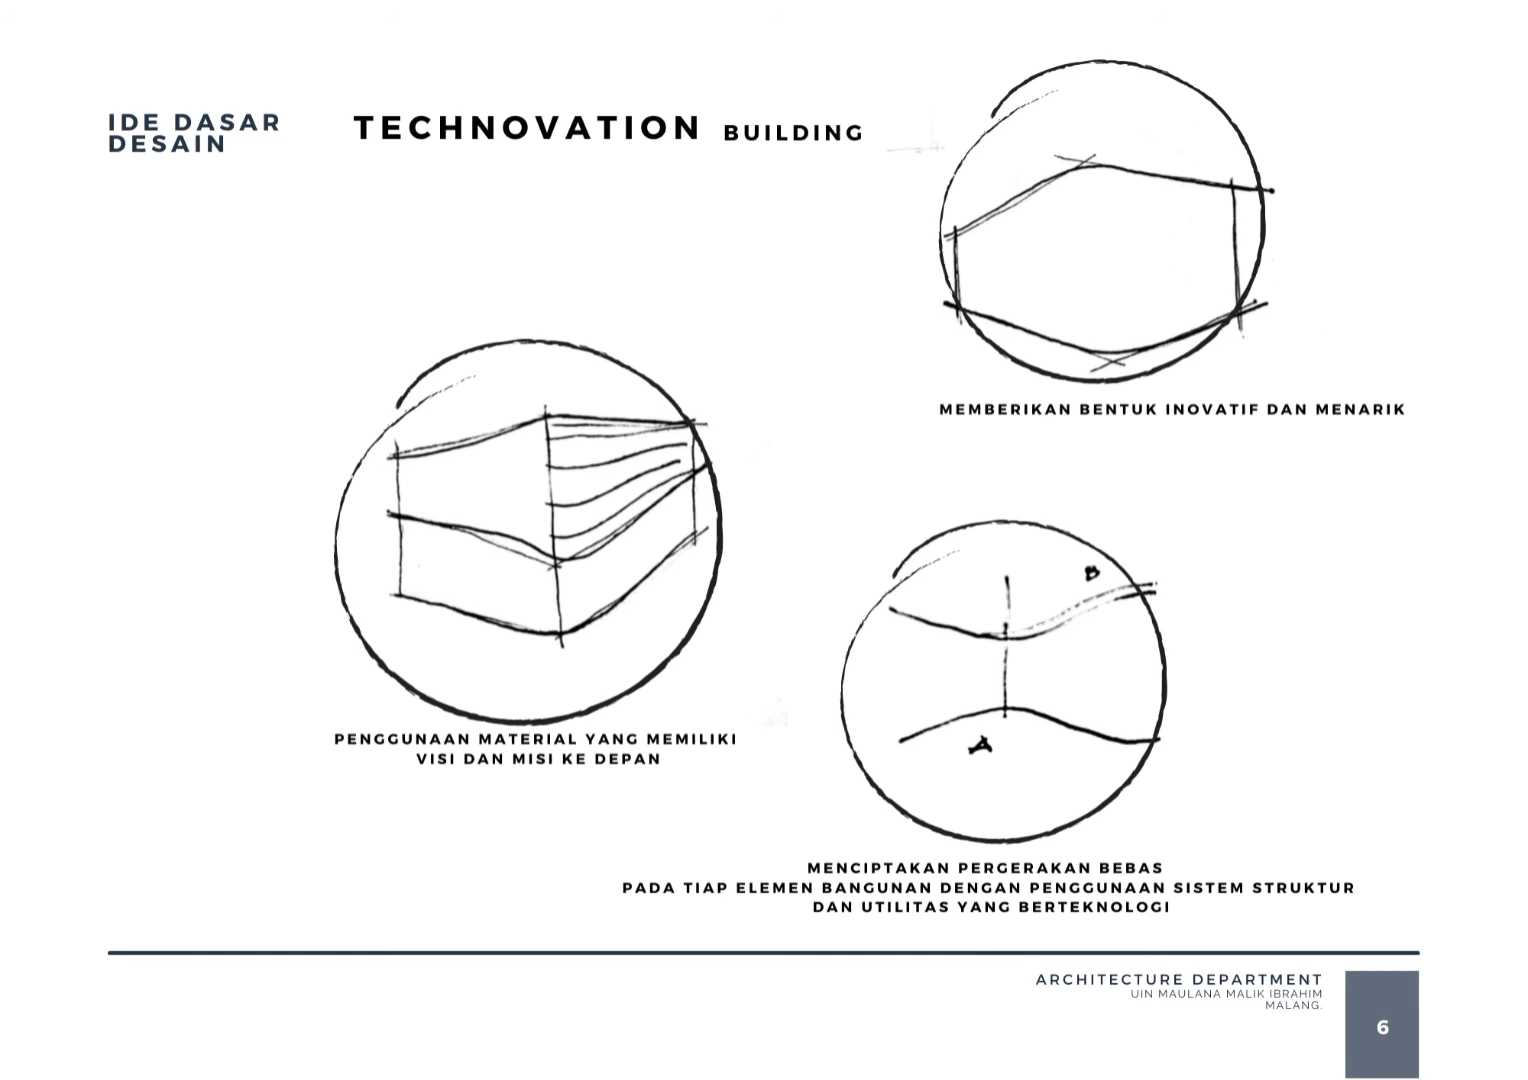 IDE DASAR
DESAIN
TECHNOVATION BUILDING
MEMBERIKAN BENTUK INOVATIF DAN MENARIK
PENGGUNAAN MATERIAL YANG MEMILIKI
VISI DAN MISI KE DEPAN
B
A
MENCIPTAKAN PERGERAKAN BEBAS
PADA TIAP ELEMEN BANGUNAN DENGAN PENGGUNAAN SISTEM STRUKTUR
DAN UTILITAS YANG BERTEKNOLOGI
ARCHITECTURE DEPARTMENT
UIN MAULANA MALIK IBRAHIM
MALANG.
6